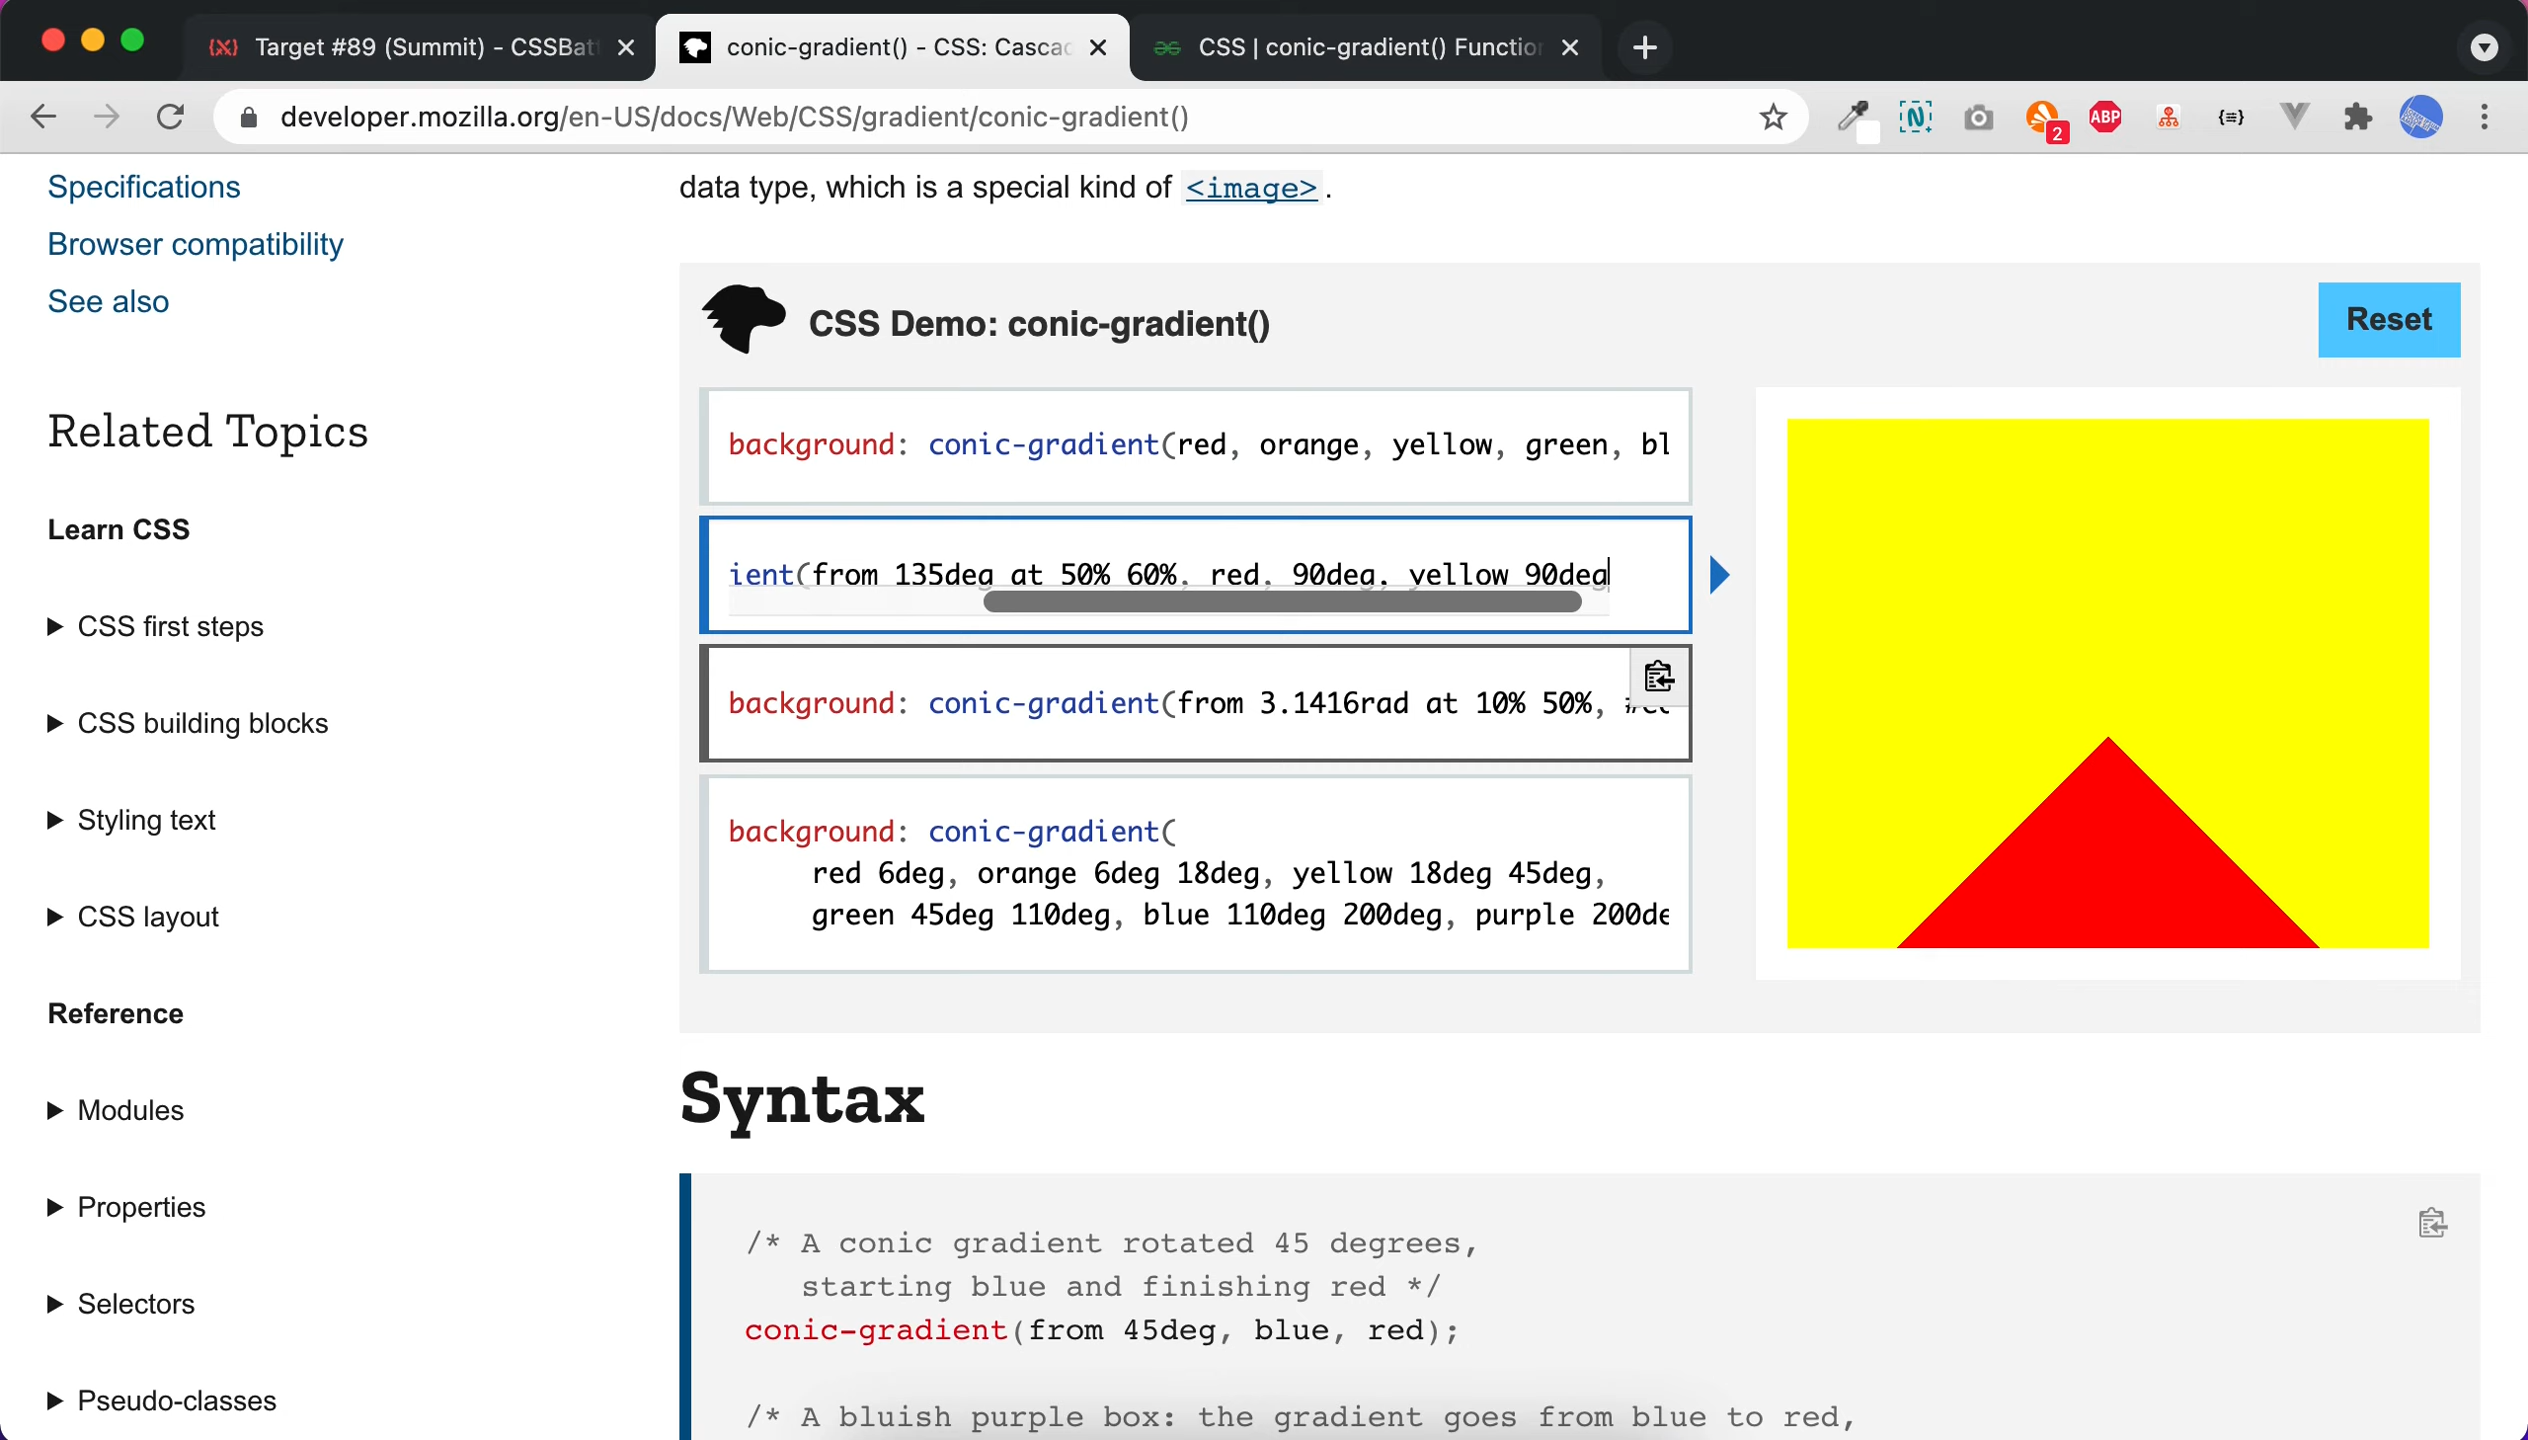 Target #89 (Summit) - CSSBat
conic-gradient() - CSS: Casca
CSS | conic-gradient() Functio
developer.mozilla.org/en-US/docs/Web/CSS/gradient/conic-gradient()
2
ABP
Specifications
Browser compatibility
See also
Related Topics
Learn CSS
CSS first steps
CSS building blocks
Styling text
CSS layout
Reference
Modules
Properties
Selectors
Pseudo-classes
data type, which is a special kind of <image>.
CSS Demo: conic-gradient()
Reset
background: conic-gradient(red, orange, yellow, green, bl
ient(from 135deg at 50% 60%, red, 90deg, yellow 90deg
background: conic-gradient(from 3.1416rad at 10% 50%,
background: conic-gradient(
red 6deg, orange 6deg 18deg, yellow 18deg 45deg,
green 45deg 110deg, blue 110deg 200deg, purple 200de
Syntax
/* A conic gradient rotated 45 degrees,
starting blue and finishing red */
conic-gradient(from 45deg, blue, red);
/* A bluish purple box: the gradient goes from blue to red,